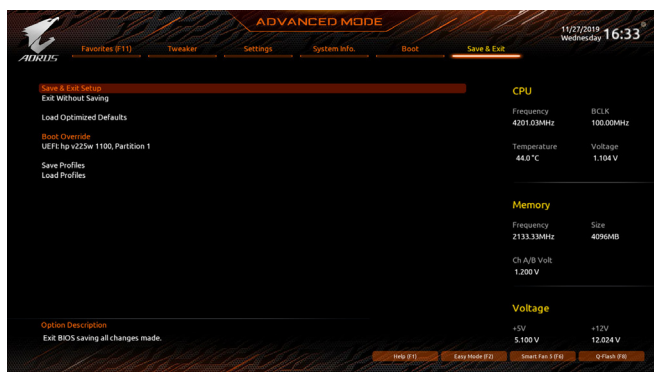 ADVANCED MODE
11/27/2019
Wednesday 16:33
AORUS
Favorites (F11) Tweaker Settings System Info. Boot Save & Exit
Save & Exit Setup
Exit Without Saving
Load Optimized Defaults
Boot Override
UEFI: hp v225w 1100, Partition 1
Save Profiles
Load Profiles
CPU
Frequency BCLK
4201.03MHz 100.00MHz
Temperature Voltage
44.0 °C 1.104 V
Memory
Frequency Size
2133.33MHz 4096MB
Ch A/B Volt
1.200 V
Voltage
+5V +12V
5.100 V 12.024 V
Option Description
Exit BIOS saving all changes made.
Help (F1) Easy Mode (F2) Smart Fan 5 (F6) Q-Flash (F8)